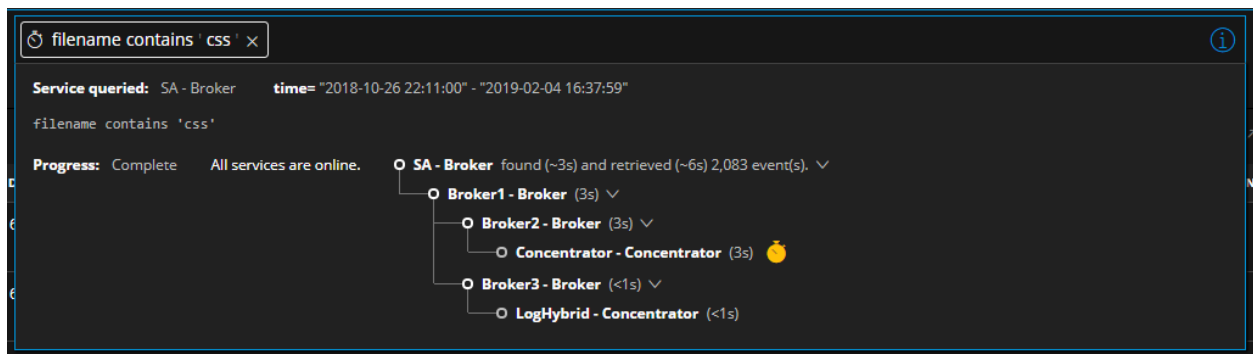 filename contains 'css' ×
Service queried: SA - Broker time= "2018-10-26 22:11:00" - "2019-02-04 16:37:59"
filename contains 'css'
Progress: Complete All services are online. SA - Broker found (~3s) and retrieved (~6s) 2,083 event(s).
Broker1 - Broker (3s)
Broker2 - Broker (3s)
Concentrator - Concentrator (3s)
Broker3 - Broker (<1s)
LogHybrid - Concentrator (<1s)